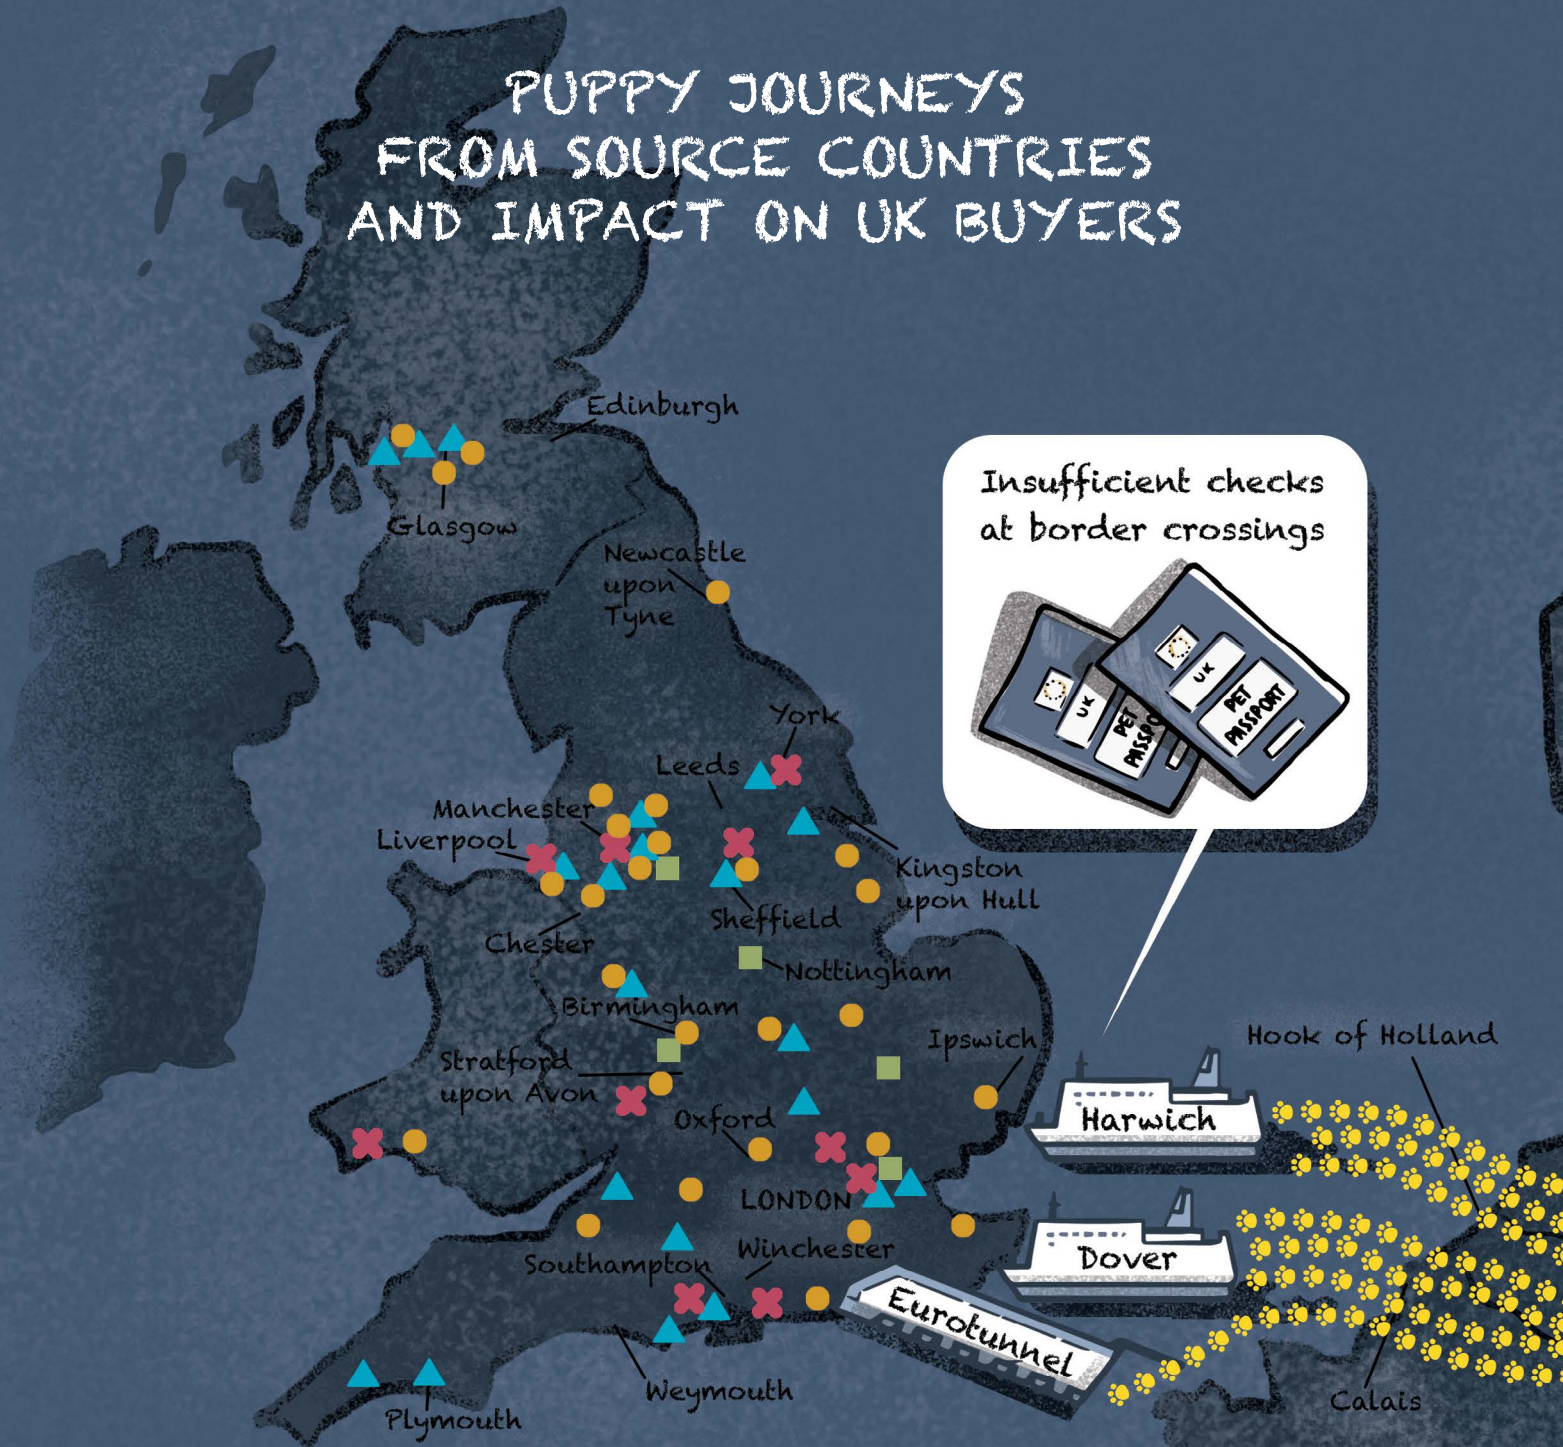 PUPPY JOURNEYS
FROM SOURCE COUNTRIES
AND IMPACT ON UK BUYERS
Edinburgh
Glasgow
Newcastle
upon
Tyne
Insufficient checks
at border crossings
UK
PET
PASSPO
UK
PET
PASSPORT
York
Leeds
Manchester
Liverpool
Kingston
upon Hull
Sheffield
Chester
Nottingham
Birmingham
Stratford
upon Avon
Ipswich
Hook of Holland
Harwich
Oxford
LONDON
Dover
Winchester
Southampton
Eurotunnel
Weymouth
Plymouth
Calais